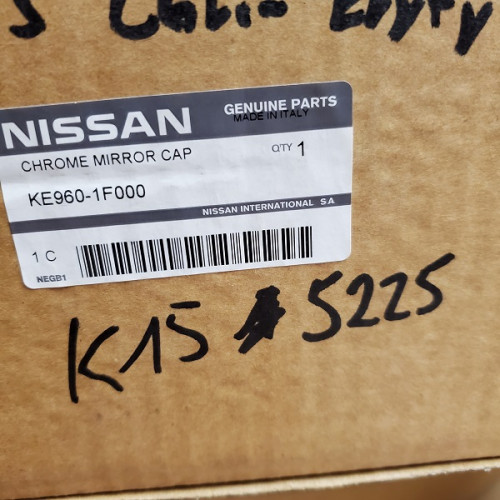 NISSAN
GENUINE PARTS
MADE IN ITALY
CHROME MIRROR CAP
QTY 1
KE960-1F000
NISSAN INTERNATIONAL SA
1 C
NEGB1
K15 5225